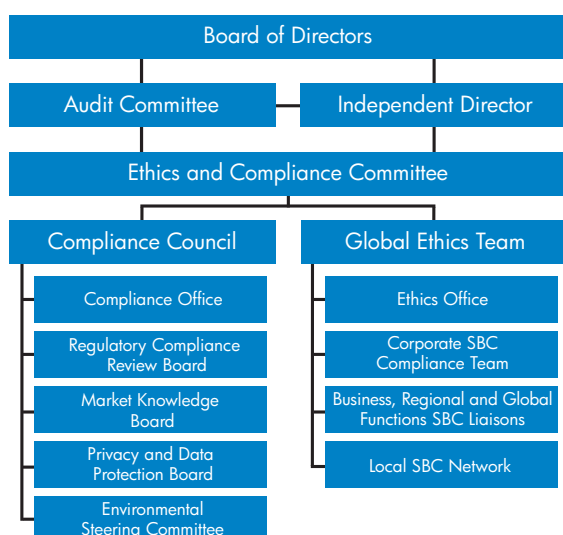 Board of Directors
Audit Committee
Independent Director
Ethics and Compliance Committee
Compliance Council
Global Ethics Team
Compliance Office
Regulatory Compliance
Review Board
Market Knowledge
Board
Privacy and Data
Protection Board
Environmental
Steering Committee
Ethics Office
Corporate SBC
Compliance Team
Business, Regional and Global
Functions SBC Liaisons
Local SBC Network